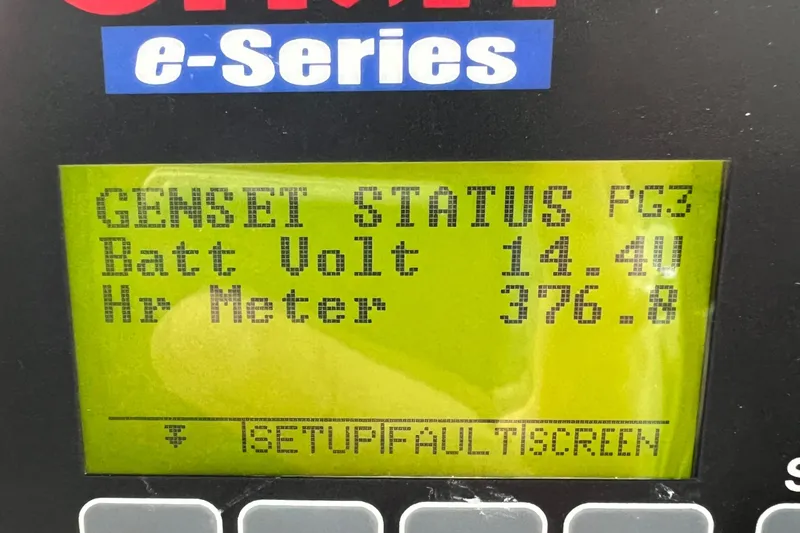 e-Series
GENSET STATUS PG3
Batt Volt 14.4V
Hr Meter 376.8
SETUP FAULT SCREEN
S